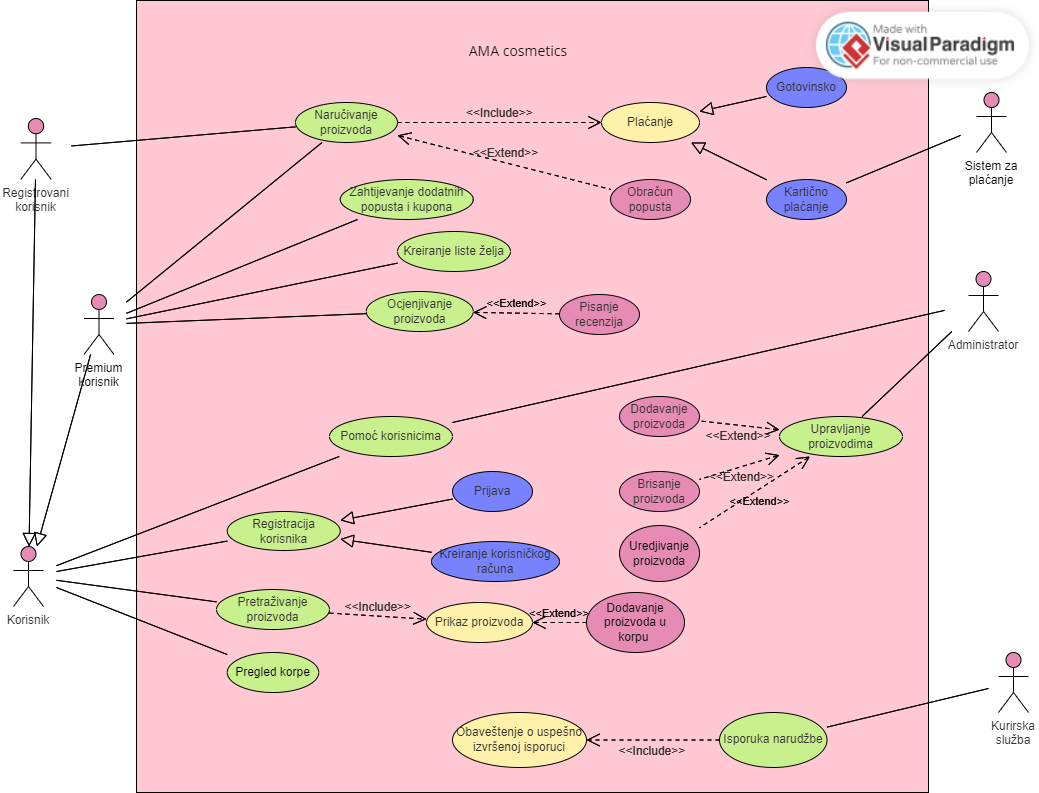 Made with
Visual Paradigm
For non-commercial use
AMA cosmetics
Gotovinsko
Naručivanje
proizvoda
<<Include>>
Plaćanje
<<Extend>>
Registrovani
korisnik
Sistem za
plaćanje
Zahtijevanje dodatnih
popusta i kupona
Obračun
popusta
Kartično
plaćanje
Kreiranje liste želja
Ocjenjivanje
proizvoda
<<Extend>>
Pisanje
recenzija
Premium
korisnik
Administrator
Dodavanje
proizvoda
Pomoć korisnicima
<<Extend>>
Upravljanje
proizvodima
Prijava
Brisanje
proizvoda
<<Extend>>
<<Extend>>
Registracija
korisnika
Kreiranje korisničkog
računa
Uredjivanje
proizvoda
Korisnik
Pretraživanje
proizvoda
<<Include>>
Prikaz proizvoda
<<Extend>>
Dodavanje
proizvoda u
korpu
Pregled korpe
Obaveštenje o uspešno
izvršenoj isporuci
<<Include>>
Isporuka narudžbe
Kurirska
služba